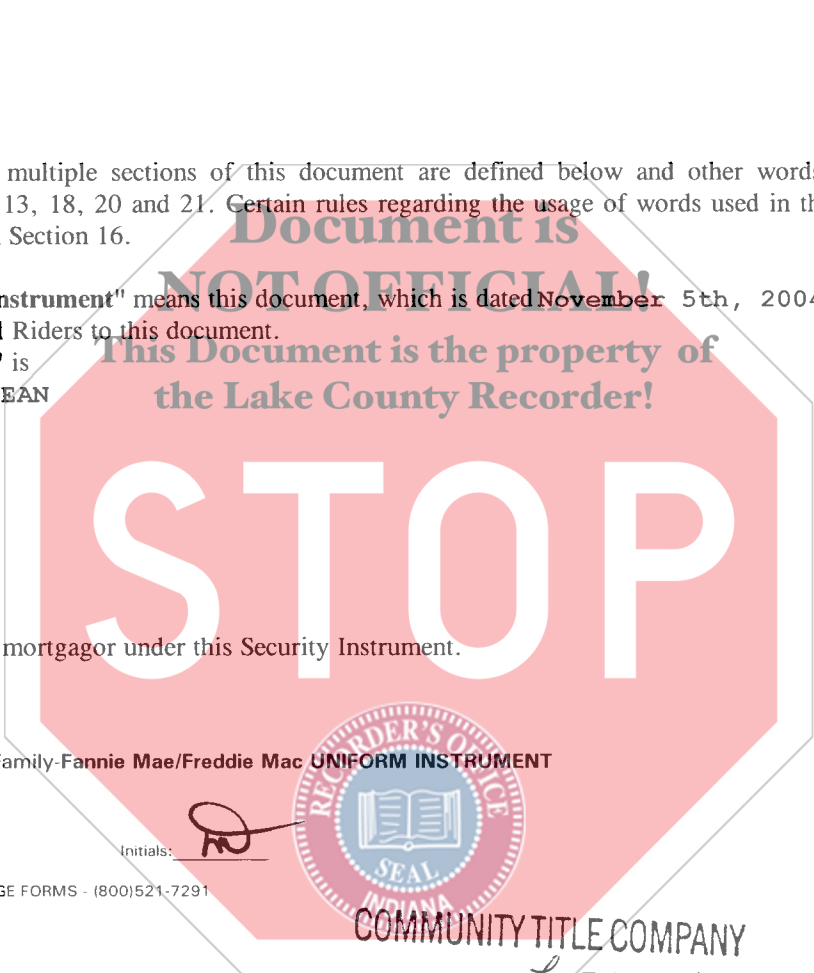 multiple sections of this document are defined below and other words
13, 18, 20 and 21. Certain rules regarding the usage of words used in th
Section 16.
Document is
NOT OFFICIAL!
nstrument" means this document, which is dated November 5th, 2004
Riders to this document.
This Document is the property of
" is
the Lake County Recorder!
EAN
STOP
mortgagor under this Security Instrument.
RECORDER'S OFFICE
SEAL
INDIANA
amily-Fannie Mae/Freddie Mac UNIFORM INSTRUMENT
Initials:
GE FORMS - (800)521-7291
COMMUNITY TITLE COMPANY